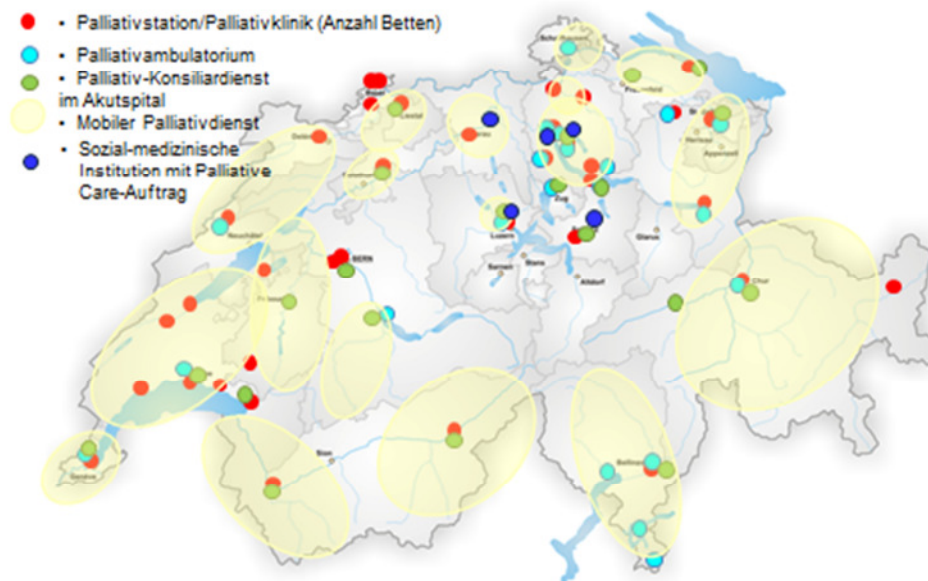 • Palliativstation/Palliativklinik (Anzahl Betten)
• Palliativambulatorium
• Palliativ-Konsiliardienst
im Akutspital
• Mobiler Palliativdienst
• Sozial-medizinische
Institution mit Palliative
Care-Auftrag
Liestal
Herisau
Appenzell
Zug
Neuchâtel
Luzern
Glarus
BERN
Stans
Sarnen
Altdorf
Chur
Sion
Genève